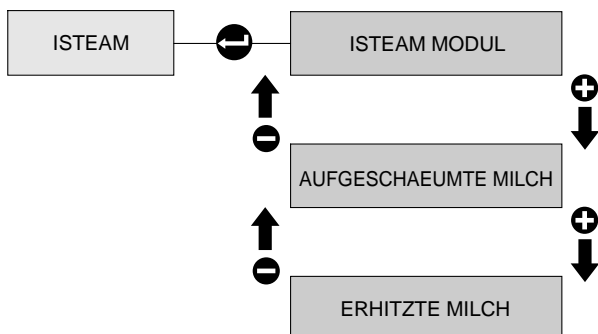 ISTEAM
ISTEAM MODUL
AUFGESCHAEUMTE MILCH
ERHITZTE MILCH